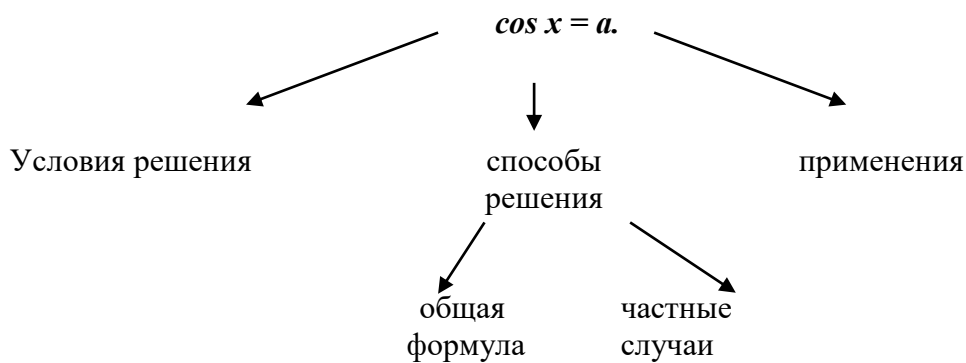 cos x = a.
Условия решения
способы
решения
применения
общая
формула
частные
случаи